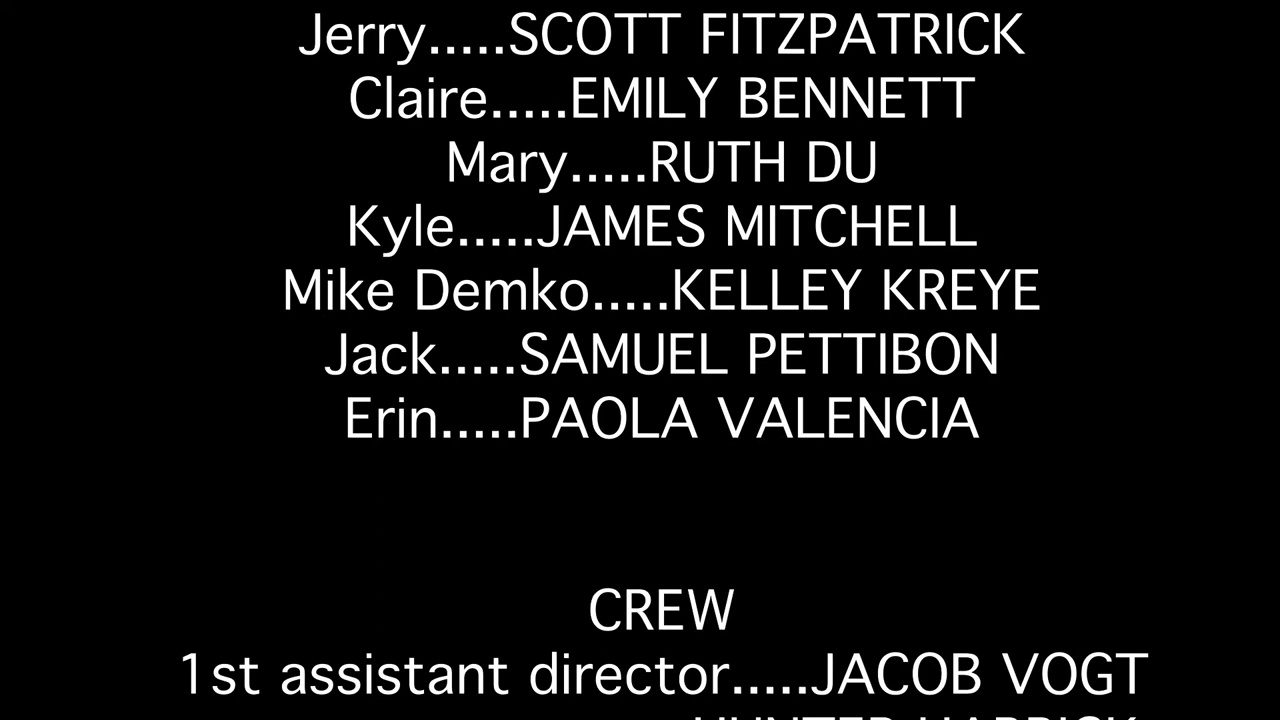 Jerry.....SCOTT FITZPATRICK
Claire.....EMILY BENNETT
Mary.....RUTH DU
Kyle.....JAMES MITCHELL
Mike Demko.....KELLEY KREYE
Jack.....SAMUEL PETTIBON
Erin.....PAOLA VALENCIA
CREW
1st assistant director.....JACOB VOGT